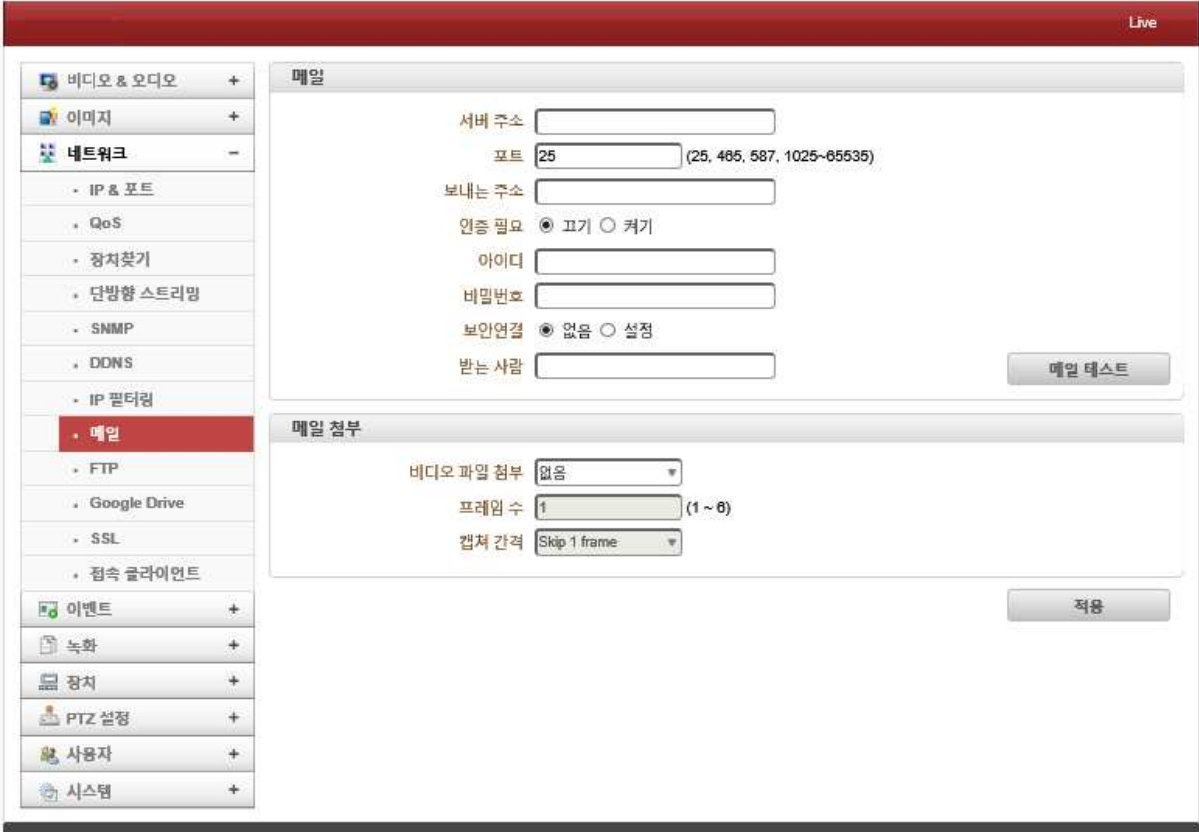 Live
비디오 & 오디오 +
이미지 +
네트워크 -
• IP & 포트
• QoS
• 장치찾기
• 단방향 스트리밍
• SNMP
• DDNS
• IP 필터링
• 메일
• FTP
• Google Drive
• SSL
• 접속 클라이언트
이벤트 +
녹화 +
장치 +
PTZ 설정 +
사용자 +
시스템 +
메일
서버 주소
포트 25 (25, 465, 587, 1025~65535)
보내는 주소
인증 필요 끄기 켜기
아이디
비밀번호
보안연결 없음 설정
받는 사람
메일 테스트
메일 첨부
비디오 파일 첨부 없음
프레임 수 1 (1 ~ 6)
캡쳐 간격 Skip 1 frame
적용